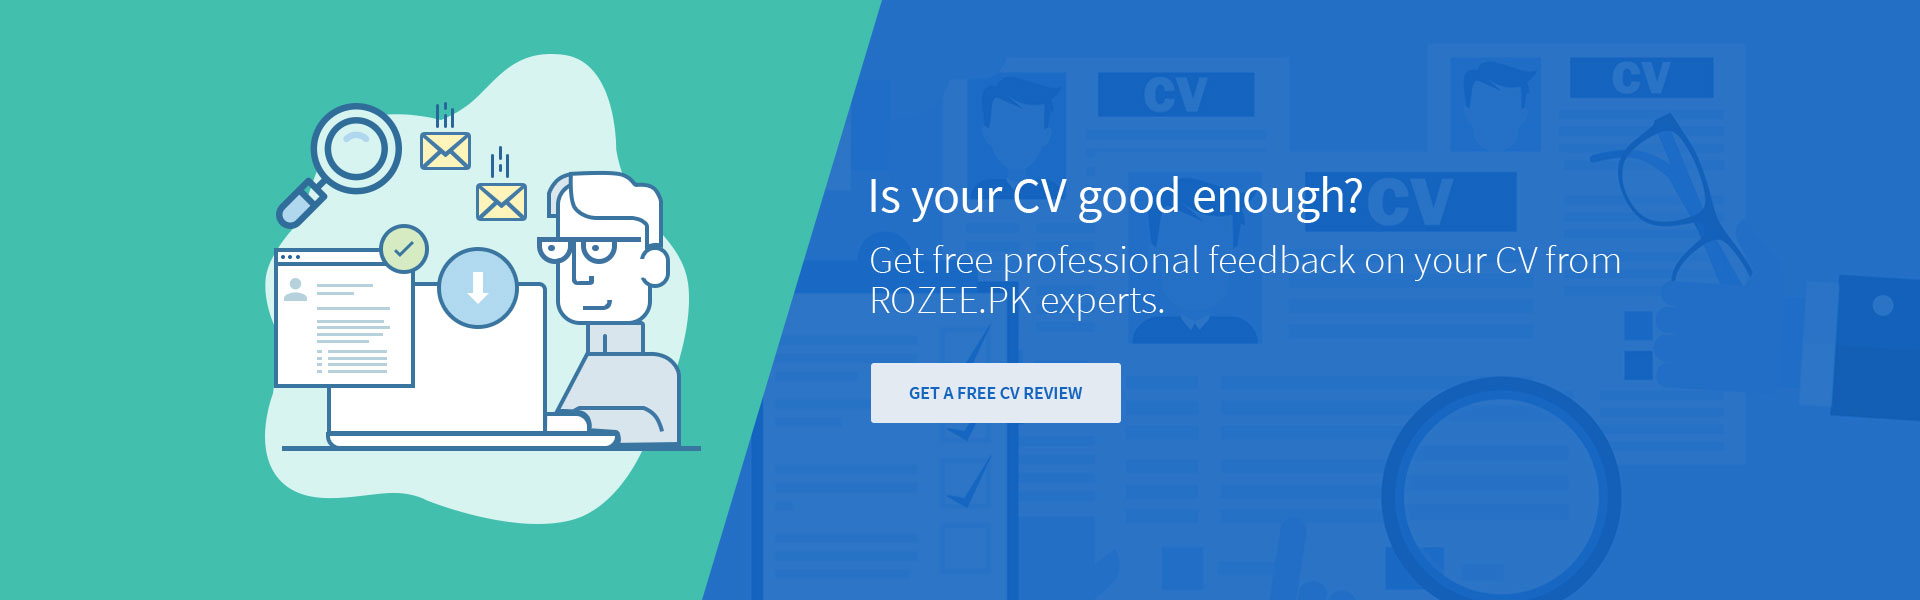 CV
CV
CV
Is your CV good enough?
Get free professional feedback on your CV from
ROZEE.PK experts.
GET A FREE CV REVIEW